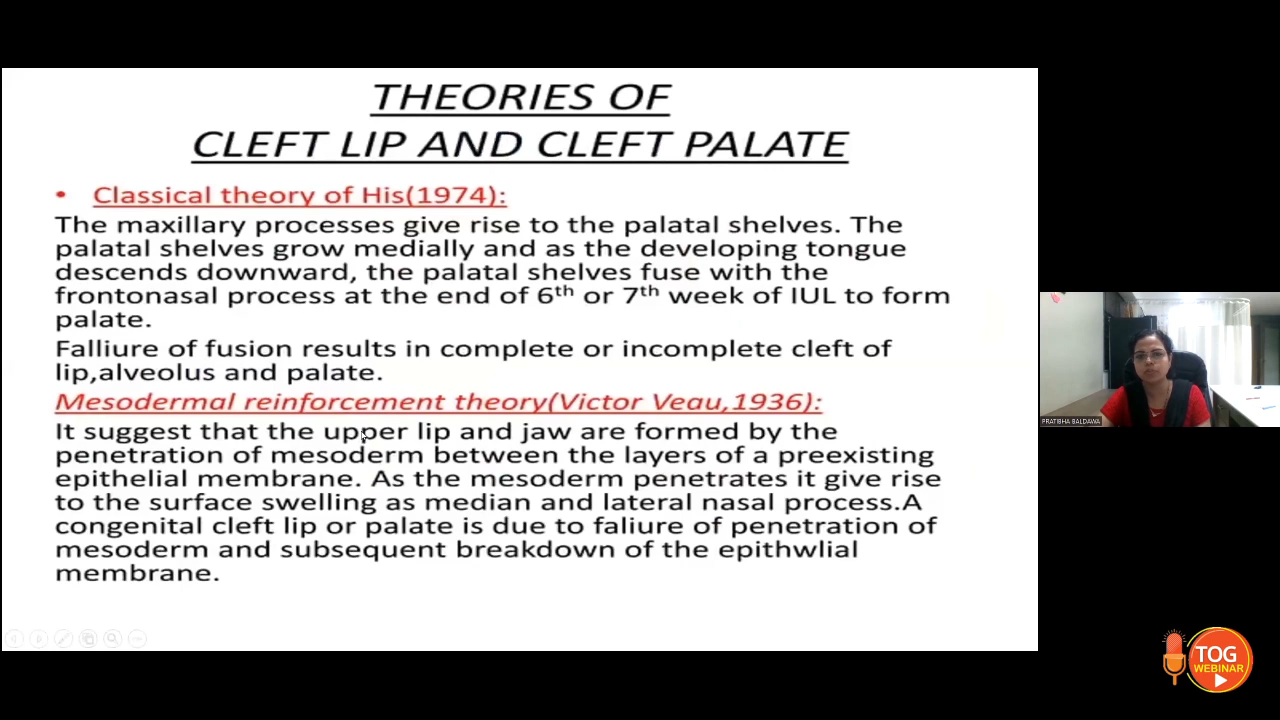 THEORIES OF
CLEFT LIP AND CLEFT PALATE
• Classical theory of His(1974):
The maxillary processes give rise to the palatal shelves. The
palatal shelves grow medially and as the developing tongue
descends downward, the palatal shelves fuse with the
frontonasal process at the end of 6th or 7th week of IUL to form
palate.
Falliure of fusion results in complete or incomplete cleft of
lip,alveolus and palate.
Mesodermal reinforcement theory(Victor Veau,1936):
It suggest that the upper lip and jaw are formed by the
penetration of mesoderm between the layers of a preexisting
epithelial membrane. As the mesoderm penetrates it give rise
to the surface swelling as median and lateral nasal process.A
congenital cleft lip or palate is due to faliure of penetration of
mesoderm and subsequent breakdown of the epithwlial
membrane.
PRATIBHA BALDAWA
TOG
WEBINAR